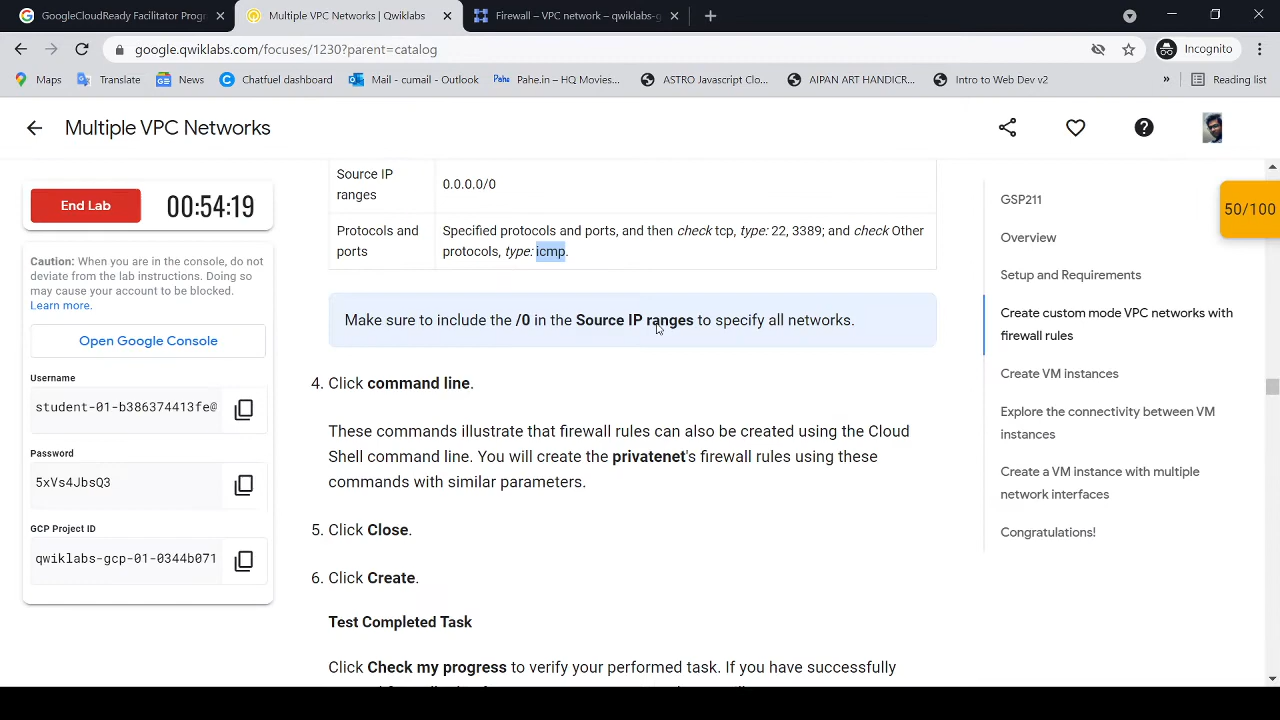 GoogleCloudReady Facilitator Progr
Multiple VPC Networks | Qwiklabs
Firewall – VPC network – qwiklabs-g
google.qwiklabs.com/focuses/1230?parent=catalog
Incognito
Maps
Translate
News
Chatfuel dashboard
Mail - cumail - Outlook
Pahe.in – HQ Movies...
ASTRO Javascript Clo...
AIPAN ART-HANDICR...
Intro to Web Dev v2
»
Reading list
Multiple VPC Networks
End Lab
00:54:19
Caution: When you are in the console, do not
deviate from the lab instructions. Doing so
may cause your account to be blocked.
Learn more.
Open Google Console
Username
student-01-b386374413fe@
Password
5xVs4JbsQ3
GCP Project ID
qwiklabs-gcp-01-0344b071
Source IP
ranges
0.0.0.0/0
Protocols and
ports
Specified protocols and ports, and then check tcp, type: 22, 3389; and check Other
protocols, type: icmp.
Make sure to include the /0 in the Source IP ranges to specify all networks.
4. Click command line.
These commands illustrate that firewall rules can also be created using the Cloud
Shell command line. You will create the privatenet's firewall rules using these
commands with similar parameters.
5. Click Close.
6. Click Create.
Test Completed Task
Click Check my progress to verify your performed task. If you have successfully
GSP211
Overview
Setup and Requirements
Create custom mode VPC networks with
firewall rules
Create VM instances
Explore the connectivity between VM
instances
Create a VM instance with multiple
network interfaces
Congratulations!
50/100